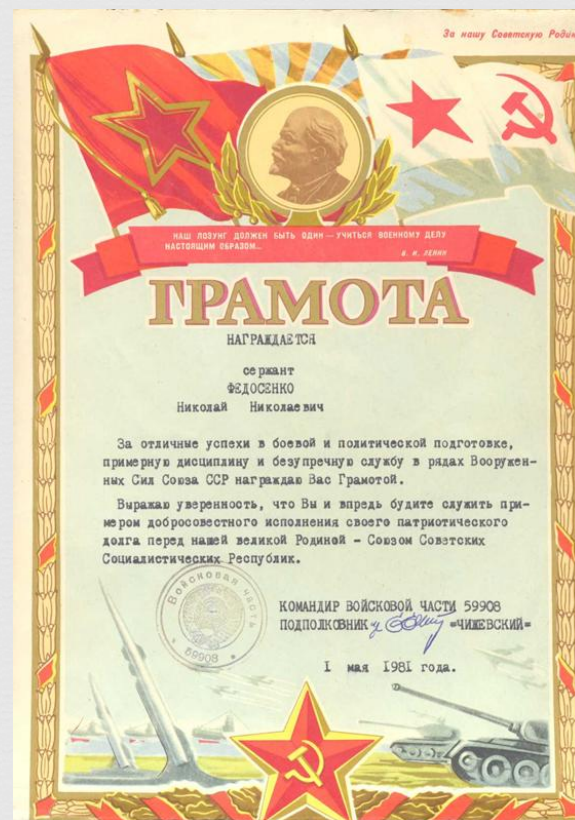 За нашу Советскую Родин
НАШ ЛОЗУНГ ДОЛЖЕН БЫТЬ ОДИН — УЧИТЬСЯ ВОЕННОМУ ДЕЛУ
НАСТОЯЩИМ ОБРАЗОМ...
В. И. ЛЕНИН
ГРАМОТА
НАГРАЖДАЕТСЯ
сержант
ФЕДОСЕНКО
Николай Николаевич
За отличные успехи в боевой и политической подготовке,
примерную дисциплину и безупречную службу в рядах Вооружен-
ных Сил Союза ССР награждаю Вас Грамотой.
Выражаю уверенность, что Вы и впредь будите служить при-
мером добросовестного исполнения своего патриотического
долга перед нашей великой Родиной - Союзом Советских
Социалистических Республик.
Войсковая часть
59908
КОМАНДИР ВОЙСКОВОЙ ЧАСТИ 59908
ПОДПОЛКОВНИК =ЧИЖЕВСКИЙ=
I мая 1981 года.